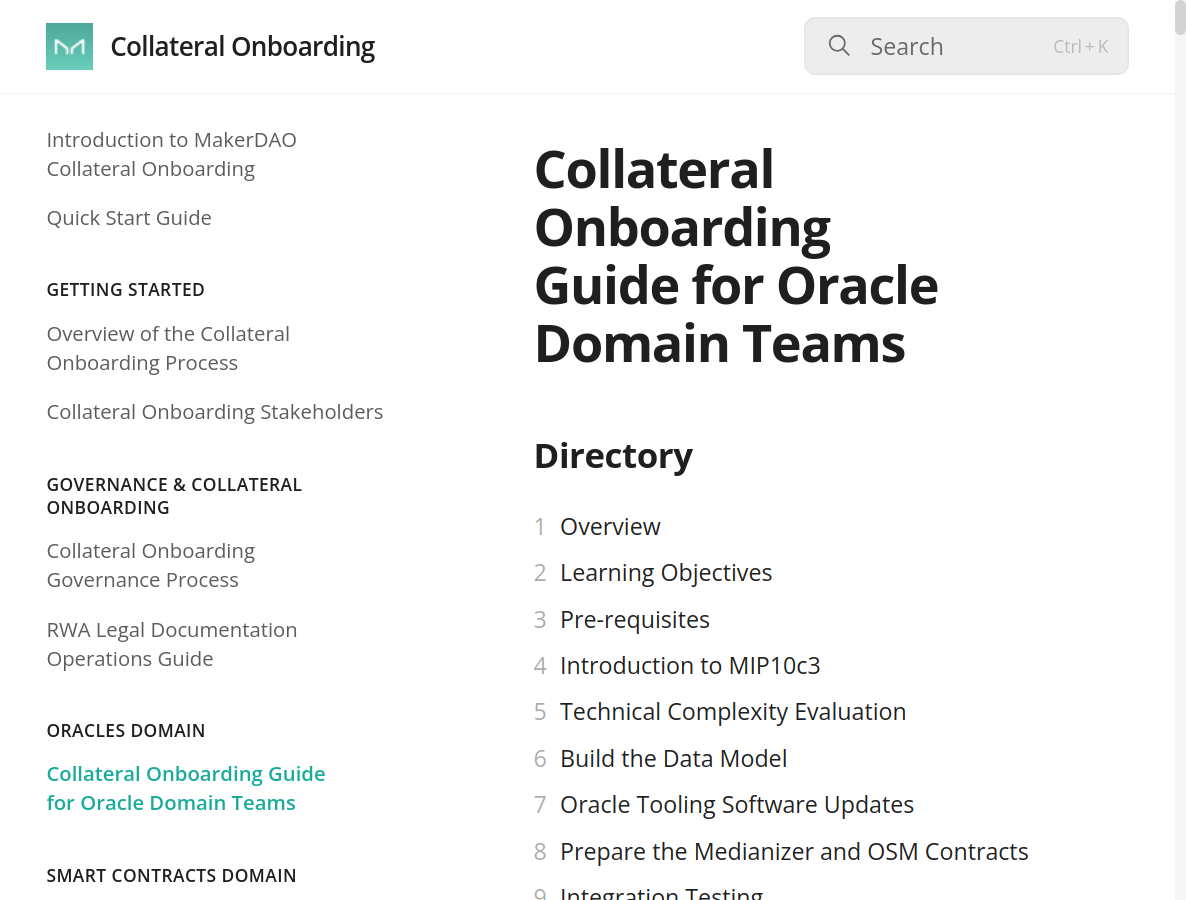 Collateral Onboarding
Search
Ctrl + K
Introduction to MakerDAO
Collateral Onboarding
Quick Start Guide
GETTING STARTED
Overview of the Collateral
Onboarding Process
Collateral Onboarding Stakeholders
GOVERNANCE & COLLATERAL
ONBOARDING
Collateral Onboarding
Governance Process
RWA Legal Documentation
Operations Guide
ORACLES DOMAIN
Collateral Onboarding Guide
for Oracle Domain Teams
SMART CONTRACTS DOMAIN
Collateral
Onboarding
Guide for Oracle
Domain Teams
Directory
1 Overview
2 Learning Objectives
3 Pre-requisites
4 Introduction to MIP10c3
5 Technical Complexity Evaluation
6 Build the Data Model
7 Oracle Tooling Software Updates
8 Prepare the Medianizer and OSM Contracts
9 Integration Testing